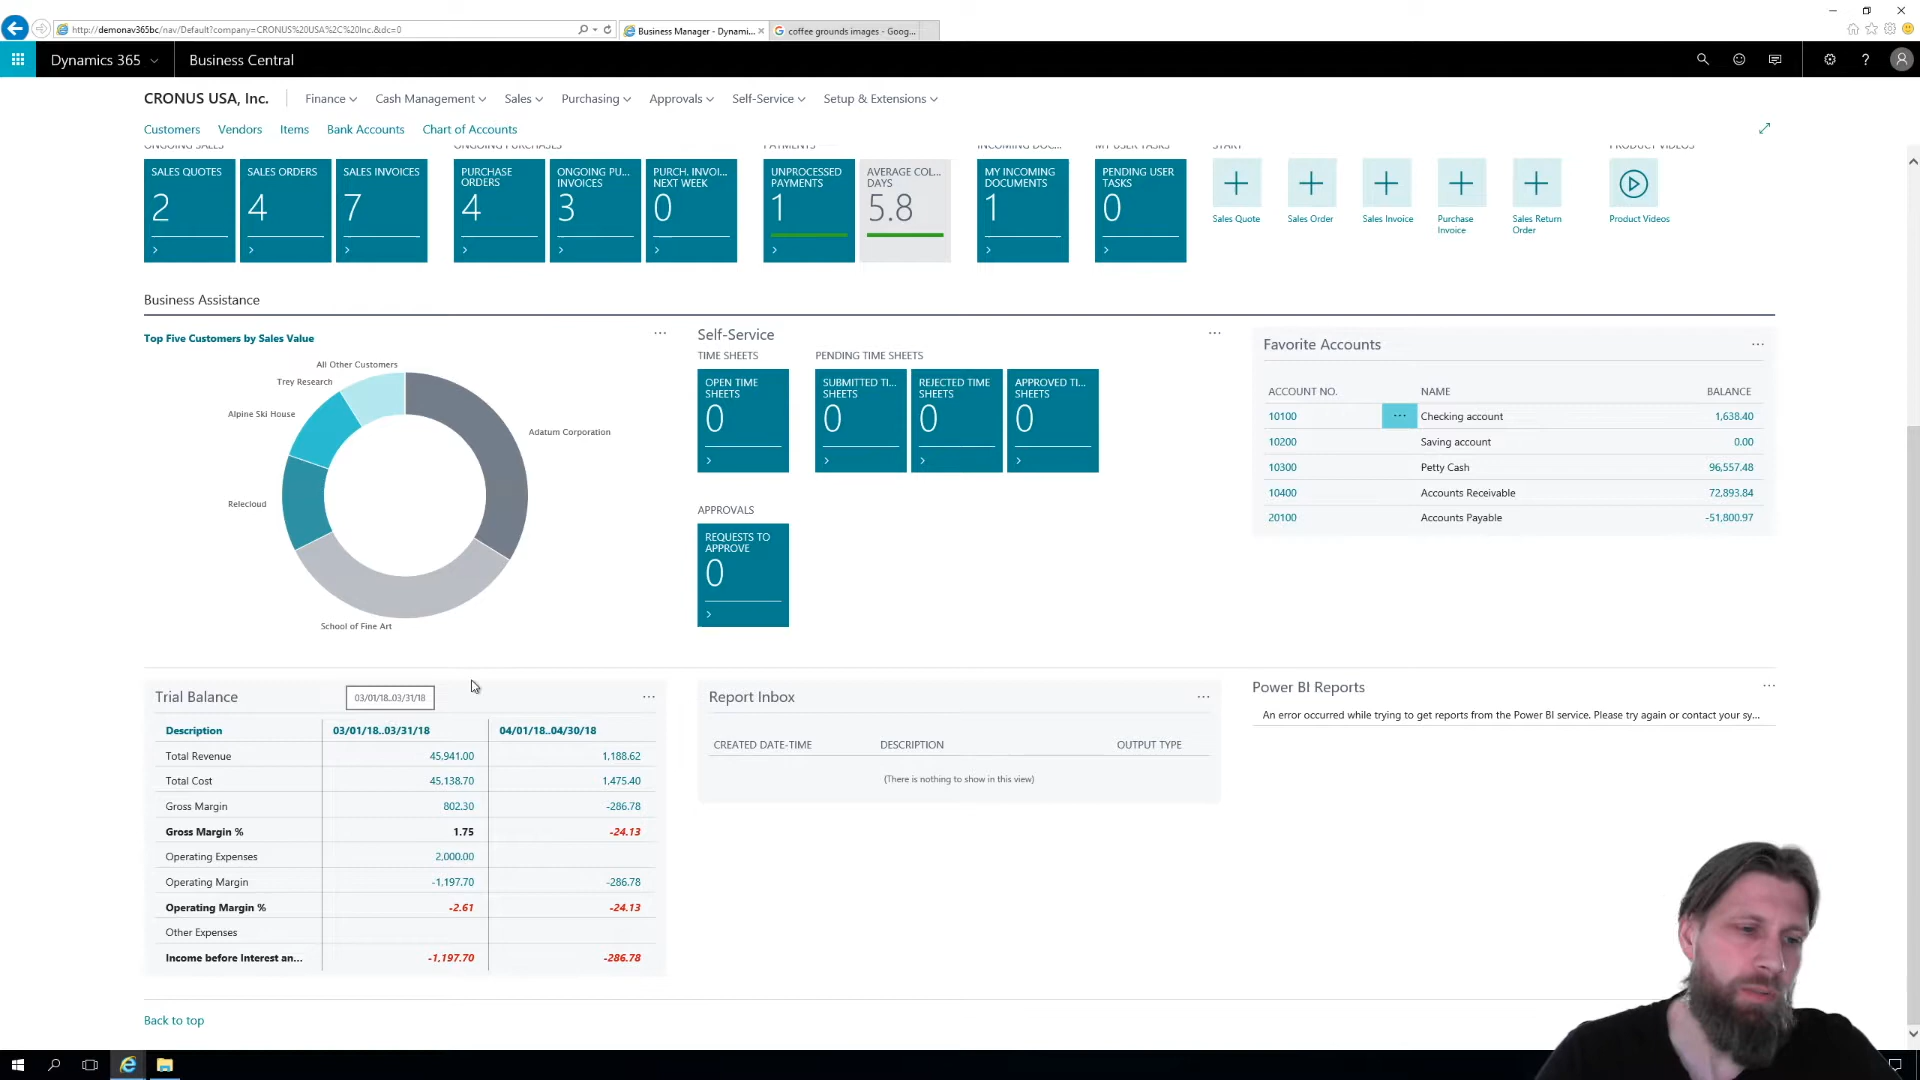 http://demonav365bc/nav/Default?company=CRONUS%20USA%2C%20Inc.&dc=0
Business Manager - Dynami...
coffee grounds images - Goog...
Dynamics 365
Business Central
CRONUS USA, Inc.
Finance
Cash Management
Sales
Purchasing
Approvals
Self-Service
Setup & Extensions
Customers
Vendors
Items
Bank Accounts
Chart of Accounts
ONGOING SALES
ONGOING PURCHASES
PAYMENTS
INCOMING DOC...
MY USER TASKS
START
PRODUCT VIDEOS
SALES QUOTES
2
SALES ORDERS
4
SALES INVOICES
7
PURCHASE
ORDERS
4
ONGOING PU...
INVOICES
3
PURCH. INVOI...
NEXT WEEK
0
UNPROCESSED
PAYMENTS
1
AVERAGE COL...
DAYS
5.8
MY INCOMING
DOCUMENTS
1
PENDING USER
TASKS
0
Sales Quote
Sales Order
Sales Invoice
Purchase
Invoice
Sales Return
Order
Product Videos
Business Assistance
Top Five Customers by Sales Value
All Other Customers
Trey Research
Alpine Ski House
Adatum Corporation
Relecloud
School of Fine Art
Self-Service
TIME SHEETS
PENDING TIME SHEETS
OPEN TIME
SHEETS
0
SUBMITTED TI...
SHEETS
0
REJECTED TIME
SHEETS
0
APPROVED TI...
SHEETS
0
APPROVALS
REQUESTS TO
APPROVE
0
Favorite Accounts
ACCOUNT NO. NAME BALANCE
10100 Checking account 1,638.40
10200 Saving account 0.00
10300 Petty Cash 96,557.48
10400 Accounts Receivable 72,893.84
20100 Accounts Payable -51,800.97
Trial Balance
03/01/18..03/31/18
Description 03/01/18..03/31/18 04/01/18..04/30/18
Total Revenue 45,941.00 1,188.62
Total Cost 45,138.70 1,475.40
Gross Margin 802.30 -286.78
Gross Margin % 1.75 -24.13
Operating Expenses 2,000.00
Operating Margin -1,197.70 -286.78
Operating Margin % -2.61 -24.13
Other Expenses
Income before Interest an... -1,197.70 -286.78
Report Inbox
CREATED DATE-TIME DESCRIPTION OUTPUT TYPE
(There is nothing to show in this view)
Power BI Reports
An error occurred while trying to get reports from the Power BI service. Please try again or contact your sy...
Back to top